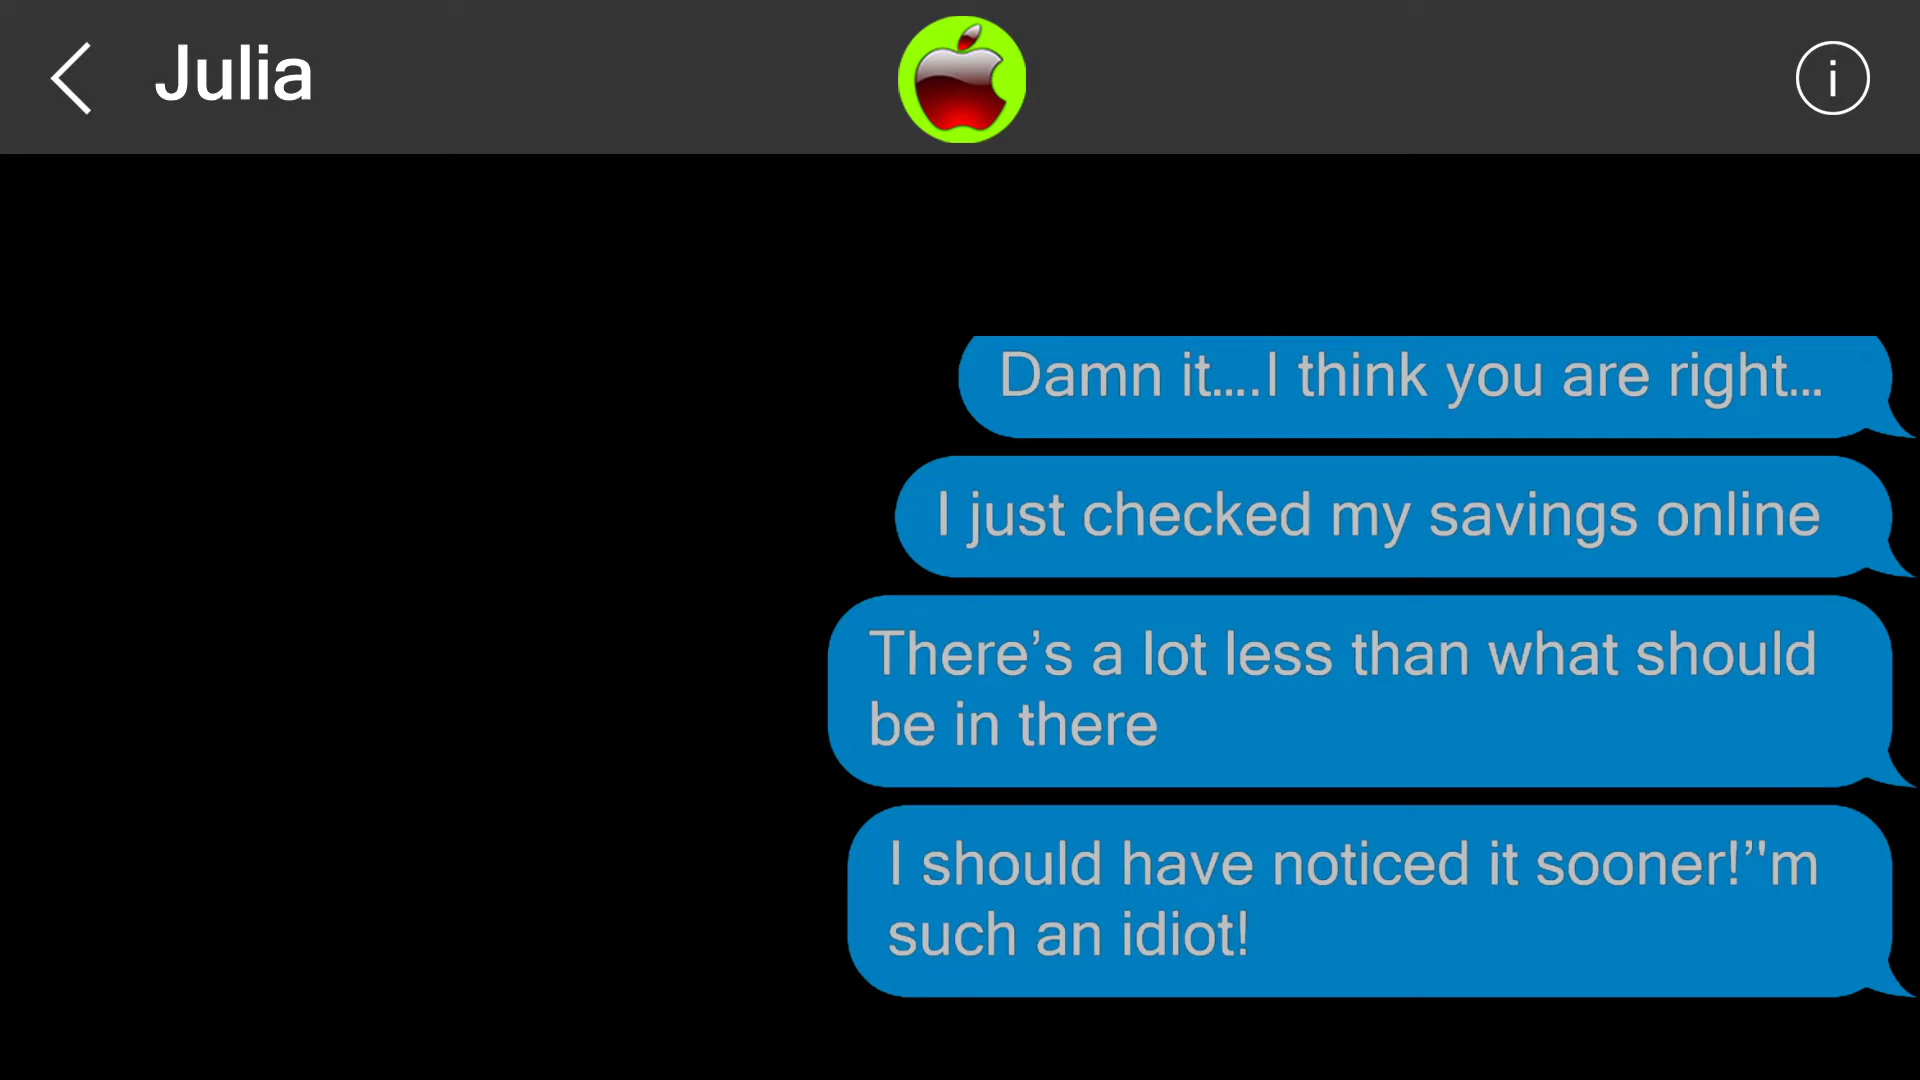 Julia
i
Damn it....I think you are right...
I just checked my savings online
There’s a lot less than what should
be in there
I should have noticed it sooner!’’'m
such an idiot!